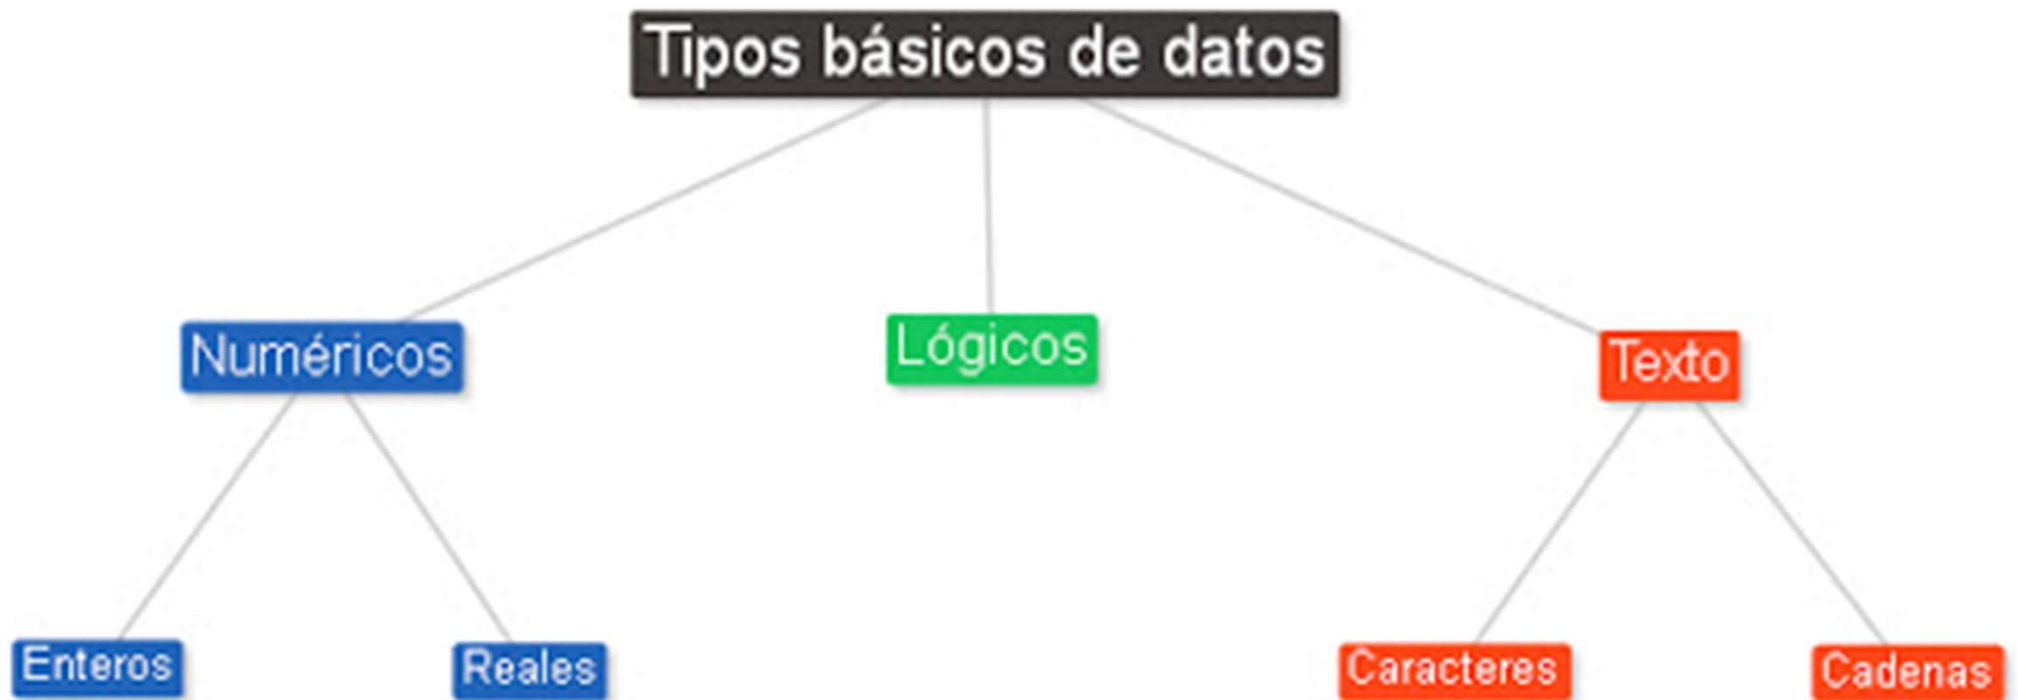 Tipos básicos de datos
Numéricos
Lógicos
Texto
Enteros
Reales
Caracteres
Cadenas